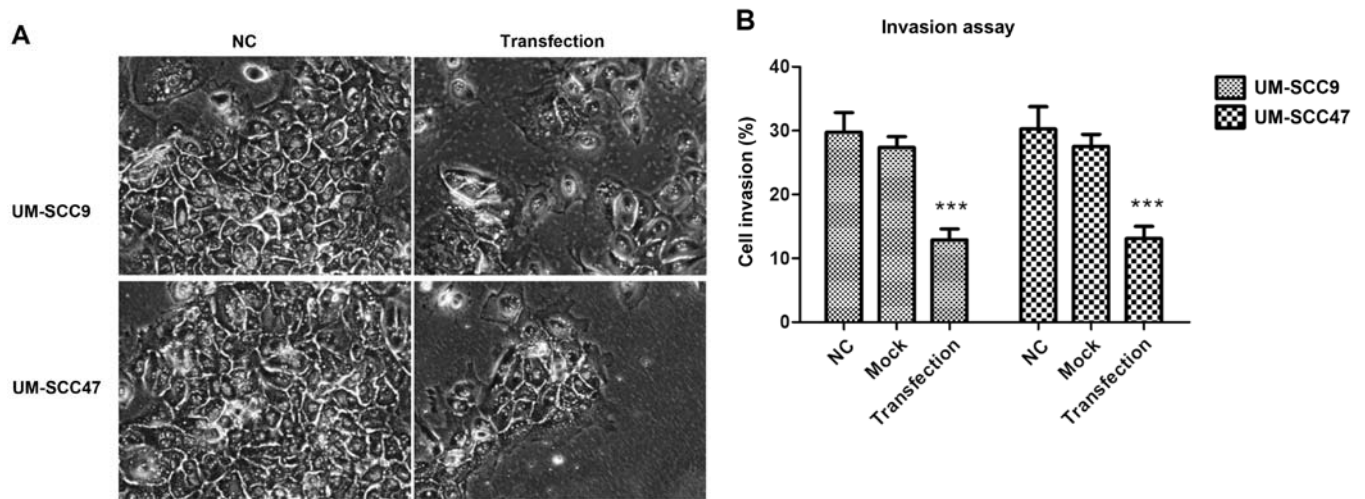 A
NC
Transfection
UM-SCC9
UM-SCC47
B
Invasion assay
Cell invasion (%)
40
30
20
10
0
***
***
NC
Mock
Transfection
NC
Mock
Transfection
UM-SCC9
UM-SCC47